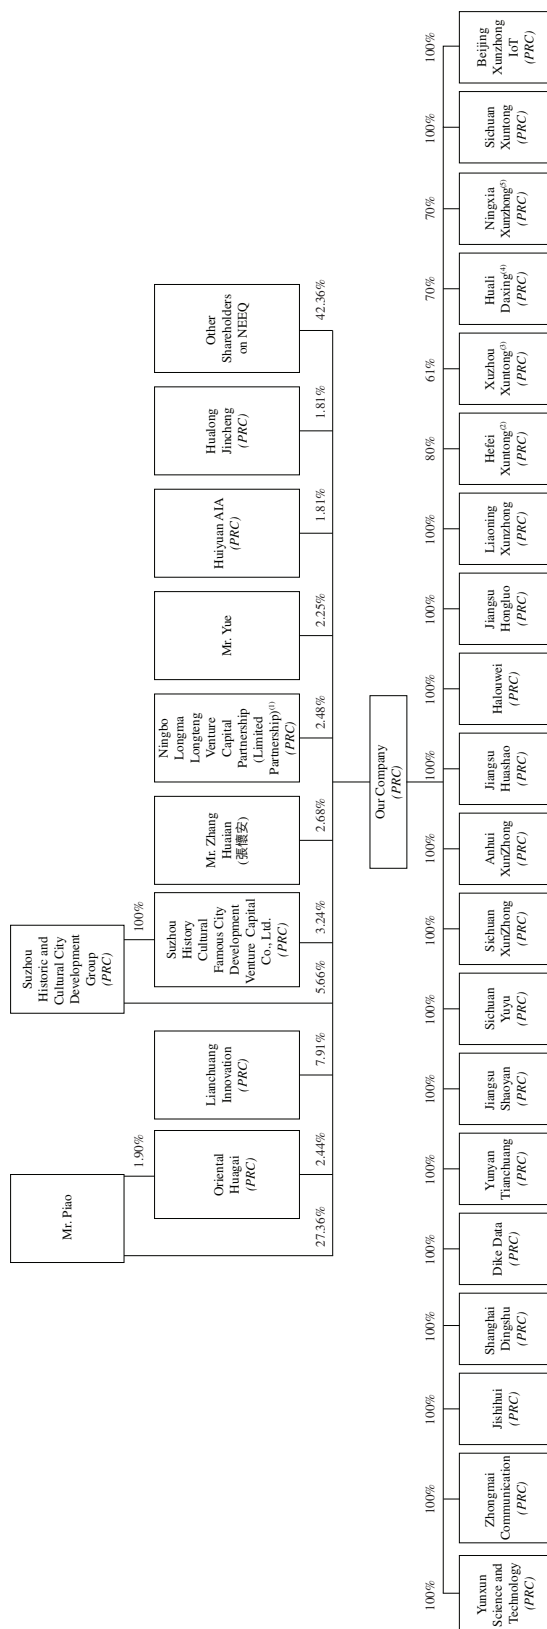 Mr. Piao
Suzhou
Historic and
Cultural City
Development
Group
(PRC)
1.90%
100%
Oriental
Huagai
(PRC)
Lianchuang
Innovation
(PRC)
Suzhou
History
Cultural
Famous City
Development
Venture Capital
Co., Ltd.
(PRC)
Mr. Zhang
Huaian
(張懷安)
Ningbo
Longma
Longteng
Venture
Capital
Partnership
(Limited
Partnership)(1)
(PRC)
Mr. Yue
Huiyuan AIA
(PRC)
Hualong
Jincheng
(PRC)
Other
Shareholders
on NEEQ
27.36%
2.44%
7.91%
5.66%
3.24%
2.68%
2.48%
2.25%
1.81%
1.81%
42.36%
Our Company
(PRC)
100%
100%
100%
100%
100%
100%
100%
100%
100%
100%
100%
100%
100%
100%
80%
61%
70%
70%
100%
100%
Yunxun
Science and
Technology
(PRC)
Zhongmai
Communication
(PRC)
Jishihui
(PRC)
Shanghai
Dingshu
(PRC)
Dike Data
(PRC)
Yunyan
Tianchuang
(PRC)
Jiangsu
Shaoyan
(PRC)
Sichuan
Yuyu
(PRC)
Sichuan
XunZhong
(PRC)
Anhui
XunZhong
(PRC)
Jiangsu
Huashao
(PRC)
Halouwei
(PRC)
Jiangsu
Hongluo
(PRC)
Liaoning
Xunzhong
(PRC)
Hefei
Xuntong(2)
(PRC)
Xuzhou
Xuntong(3)
(PRC)
Huali
Daxing(4)
(PRC)
Ningxia
Xunzhong(5)
(PRC)
Sichuan
Xuntong
(PRC)
Beijing
Xunzhong
IoT
(PRC)